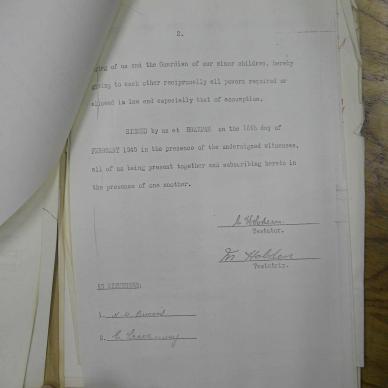 2.
of us and the Guardian of our minor children, hereby
giving to each other reciprocally all powers required or
allowed in law and especially that of assumption.
SIGNED by us at on the day of
FEBRUARY 1945 in the presence of the undersigned witnesses,
all of us being present together and subscribing hereto in
the presence of one another.
Testator.
M Holden
Testatrix.
AS WITNESSES:
1.
2.